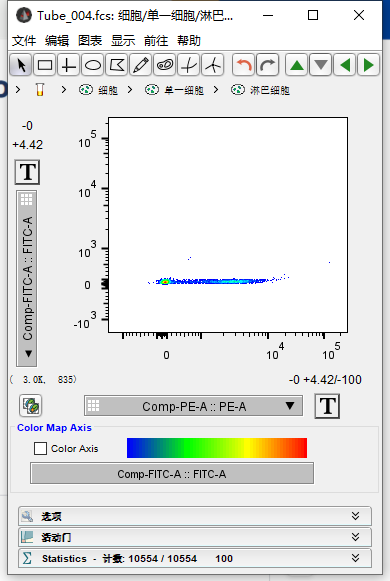 Tube_004.fcs: 细胞/单一细胞/淋巴...
文件 编辑 图表 显示 前往 帮助
> > 细胞 > 单一细胞 > 淋巴细胞
-0
+4.42
T
Comp-FITC-A :: FITC-A
10^5
10^4
10^3
0
-10^3
0 10^4 10^5
( 3.0K, 835)
-0 +4.42/-100
Comp-PE-A :: PE-A
T
Color Map Axis
Color Axis
Comp-FITC-A :: FITC-A
选项
活动门
Σ Statistics - 计数: 10554 / 10554 100